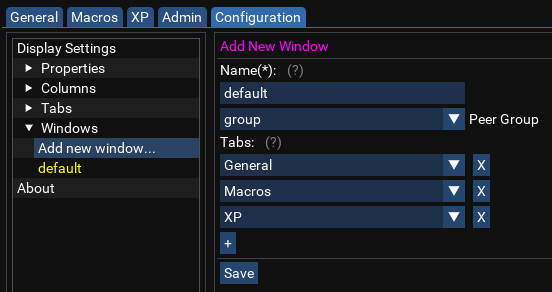 General Macros XP Admin Configuration
Display Settings
Properties
Columns
Tabs
Windows
Add new window...
default
About
Add New Window
Name(*): (?)
default
group Peer Group
Tabs: (?)
General X
Macros X
XP X
+
Save